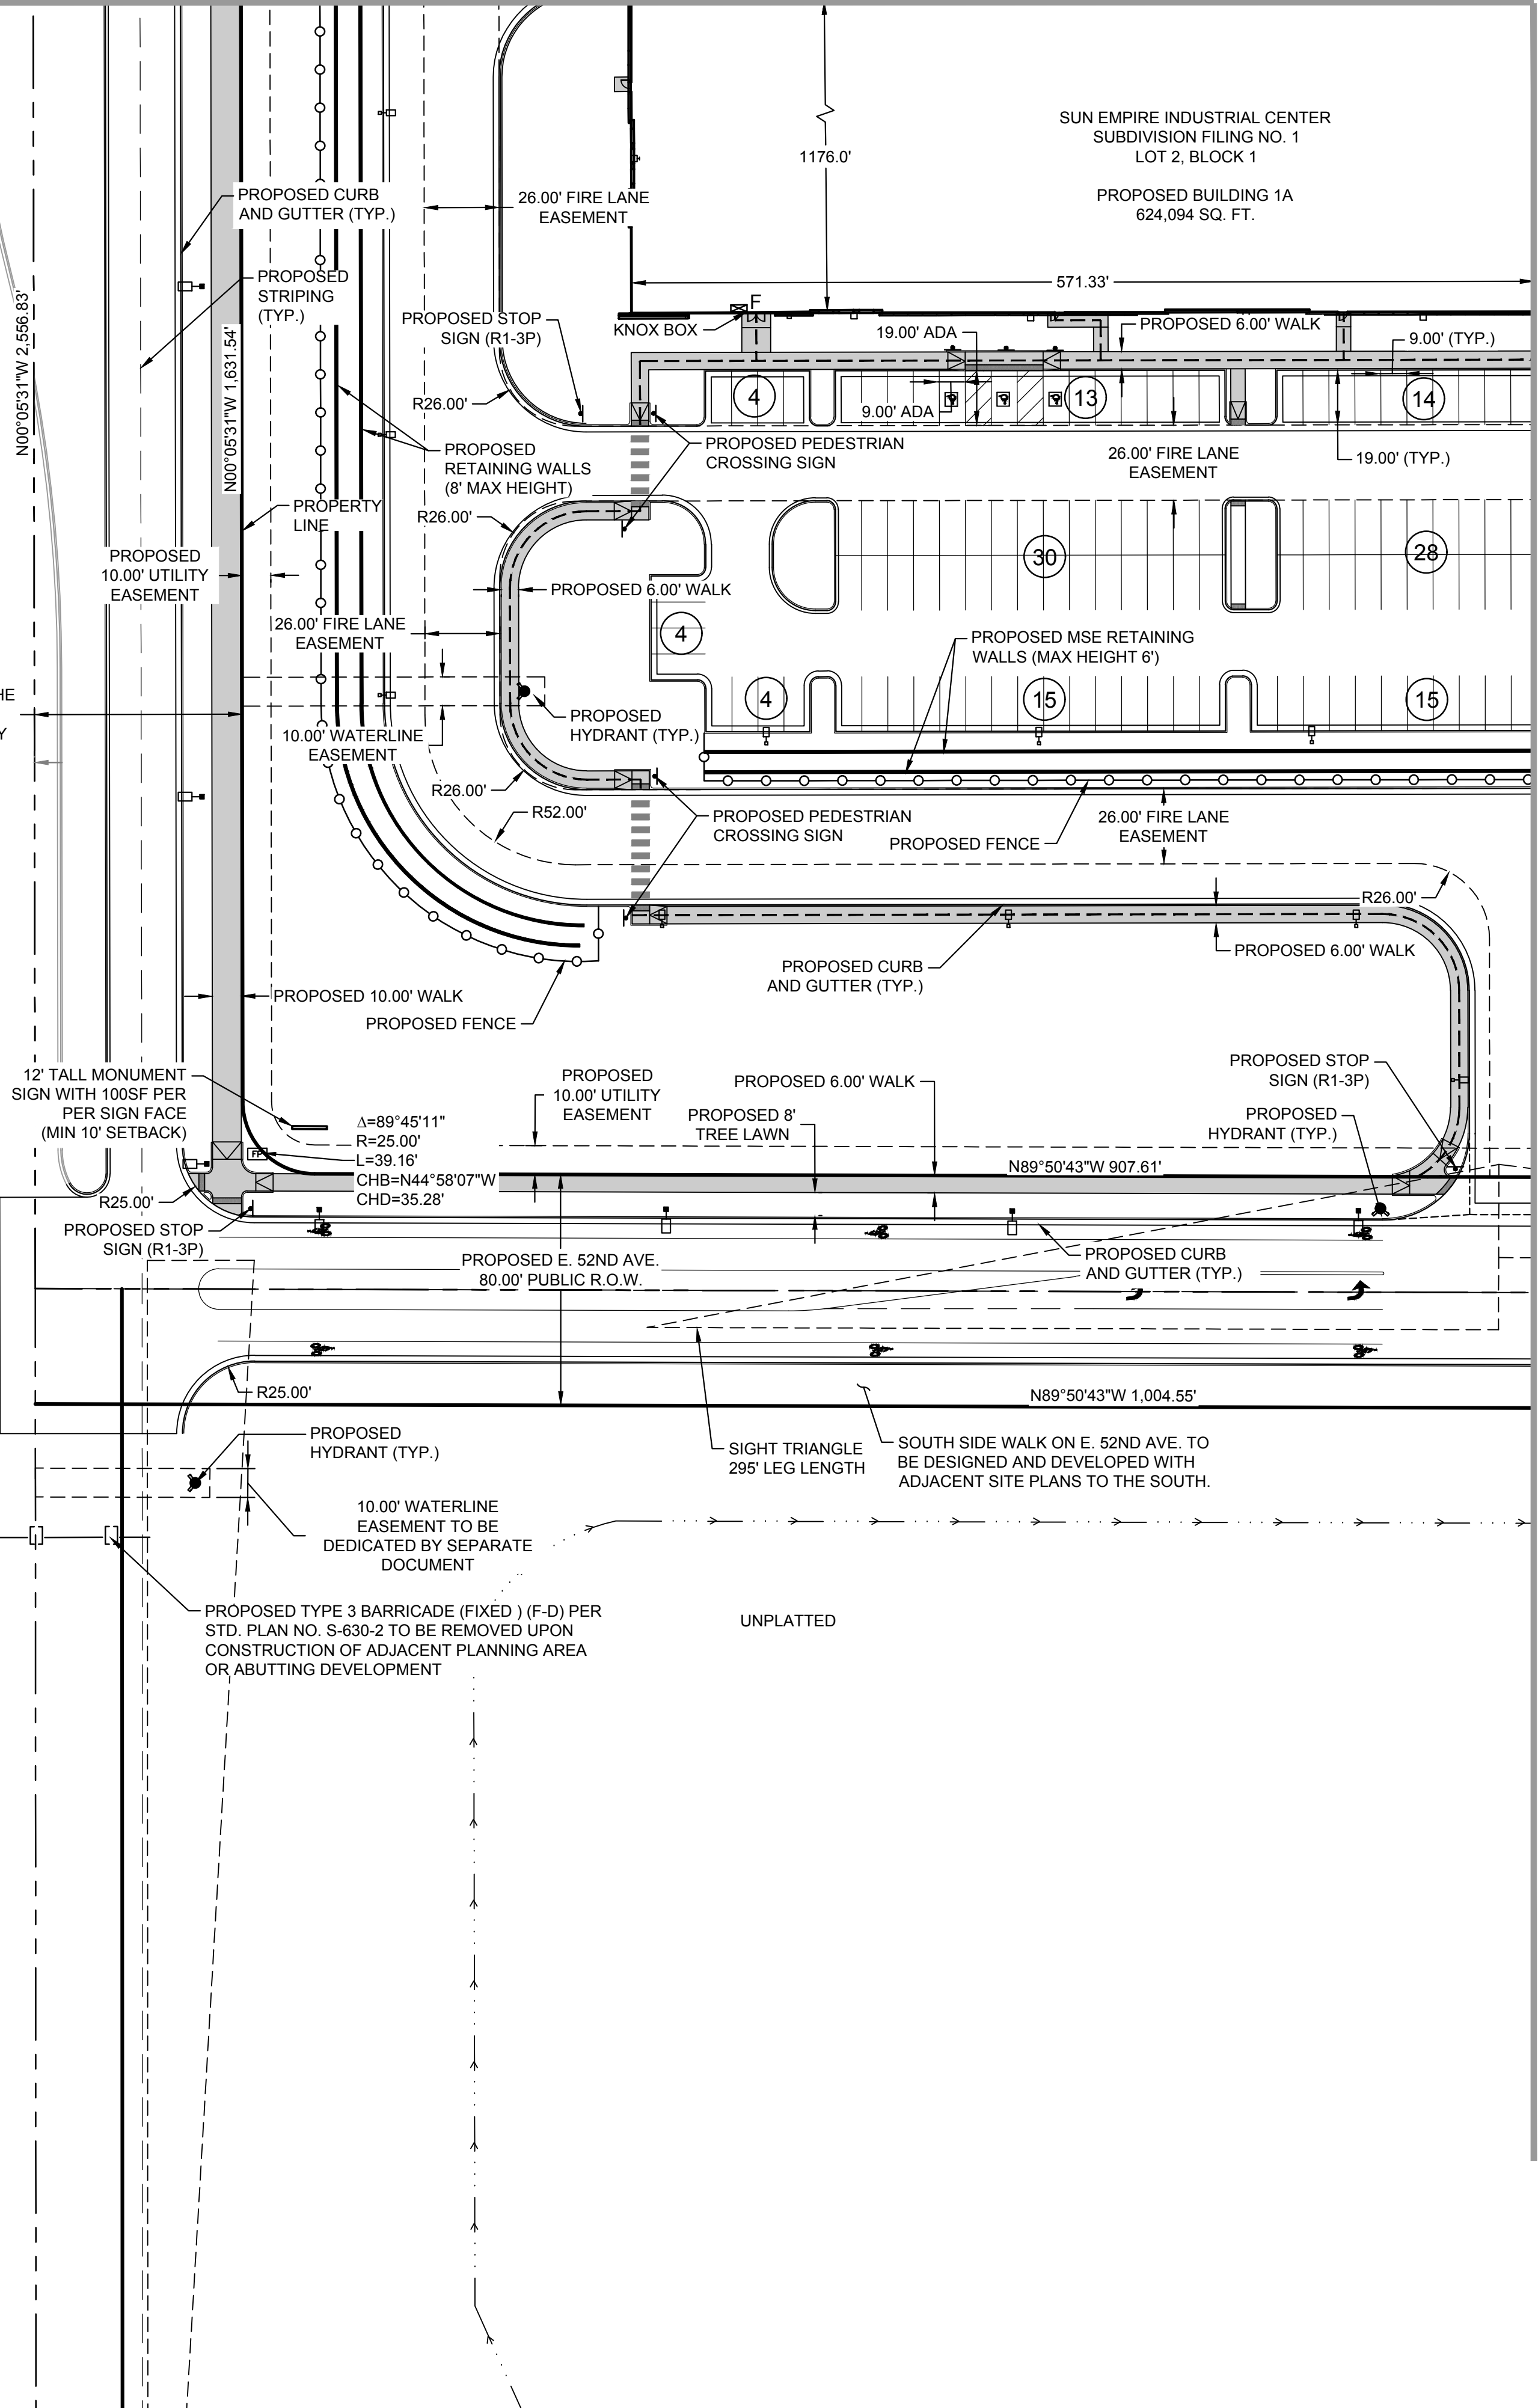 SUN EMPIRE INDUSTRIAL CENTER
SUBDIVISION FILING NO. 1
LOT 2, BLOCK 1
PROPOSED BUILDING 1A
624,094 SQ. FT.
1176.0'
PROPOSED CURB
AND GUTTER (TYP.)
26.00' FIRE LANE
EASEMENT
PROPOSED
STRIPING
(TYP.)
571.33'
N00°05'31"W 2,556.83'
N00°05'31"W 1,631.54'
PROPOSED STOP
SIGN (R1-3P)
KNOX BOX
F
19.00' ADA
PROPOSED 6.00' WALK
9.00' (TYP.)
R26.00'
4
9.00' ADA
13
14
PROPOSED PEDESTRIAN
CROSSING SIGN
26.00' FIRE LANE
EASEMENT
19.00' (TYP.)
PROPOSED
RETAINING WALLS
(8' MAX HEIGHT)
PROPERTY
LINE
R26.00'
PROPOSED
10.00' UTILITY
EASEMENT
30
28
PROPOSED 6.00' WALK
26.00' FIRE LANE
EASEMENT
4
PROPOSED MSE RETAINING
WALLS (MAX HEIGHT 6')
HE
Y
4
15
15
PROPOSED
HYDRANT (TYP.)
10.00' WATERLINE
EASEMENT
R26.00'
R52.00'
PROPOSED PEDESTRIAN
CROSSING SIGN
PROPOSED FENCE
26.00' FIRE LANE
EASEMENT
R26.00'
PROPOSED 6.00' WALK
PROPOSED CURB
AND GUTTER (TYP.)
PROPOSED 10.00' WALK
PROPOSED FENCE
12' TALL MONUMENT
SIGN WITH 100SF PER
PER SIGN FACE
(MIN 10' SETBACK)
PROPOSED
10.00' UTILITY
EASEMENT
PROPOSED 6.00' WALK
PROPOSED 8'
TREE LAWN
PROPOSED STOP
SIGN (R1-3P)
PROPOSED
HYDRANT (TYP.)
Δ=89°45'11"
R=25.00'
L=39.16'
CHB=N44°58'07"W
CHD=35.28'
FP
N89°50'43"W 907.61'
R25.00'
PROPOSED STOP
SIGN (R1-3P)
PROPOSED E. 52ND AVE.
80.00' PUBLIC R.O.W.
PROPOSED CURB
AND GUTTER (TYP.)
R25.00'
N89°50'43"W 1,004.55'
PROPOSED
HYDRANT (TYP.)
SIGHT TRIANGLE
295' LEG LENGTH
SOUTH SIDE WALK ON E. 52ND AVE. TO
BE DESIGNED AND DEVELOPED WITH
ADJACENT SITE PLANS TO THE SOUTH.
10.00' WATERLINE
EASEMENT TO BE
DEDICATED BY SEPARATE
DOCUMENT
PROPOSED TYPE 3 BARRICADE (FIXED ) (F-D) PER
STD. PLAN NO. S-630-2 TO BE REMOVED UPON
CONSTRUCTION OF ADJACENT PLANNING AREA
OR ABUTTING DEVELOPMENT
UNPLATTED